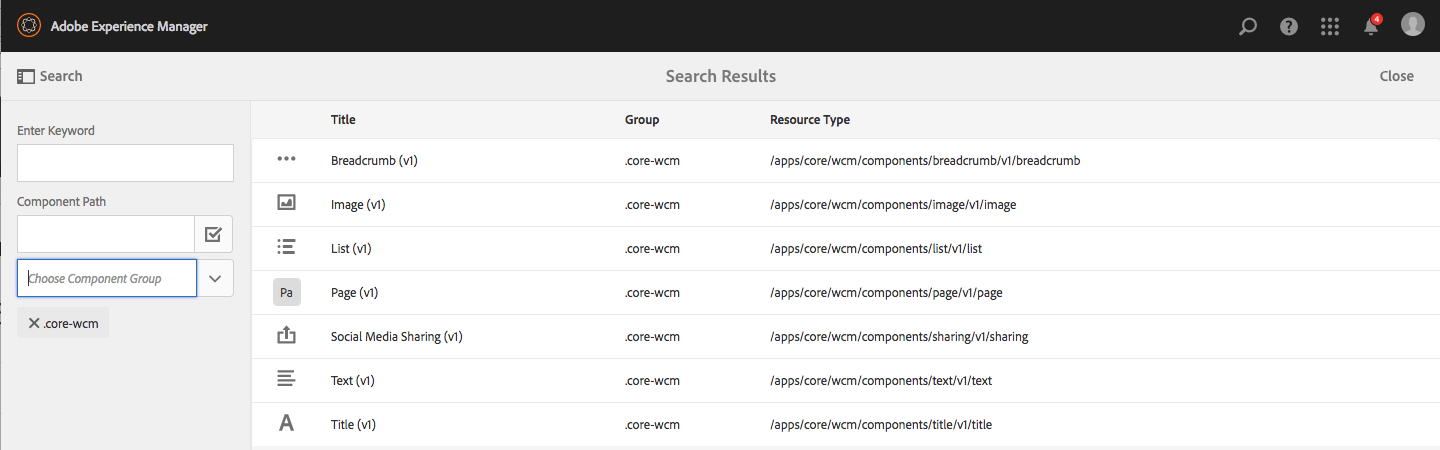 Adobe Experience Manager
4
Search
Search Results
Close
Enter Keyword
Component Path
Choose Component Group
.core-wcm
Title Group Resource Type
Breadcrumb (v1) .core-wcm /apps/core/wcm/components/breadcrumb/v1/breadcrumb
Image (v1) .core-wcm /apps/core/wcm/components/image/v1/image
List (v1) .core-wcm /apps/core/wcm/components/list/v1/list
Pa Page (v1) .core-wcm /apps/core/wcm/components/page/v1/page
Social Media Sharing (v1) .core-wcm /apps/core/wcm/components/sharing/v1/sharing
Text (v1) .core-wcm /apps/core/wcm/components/text/v1/text
A Title (v1) .core-wcm /apps/core/wcm/components/title/v1/title